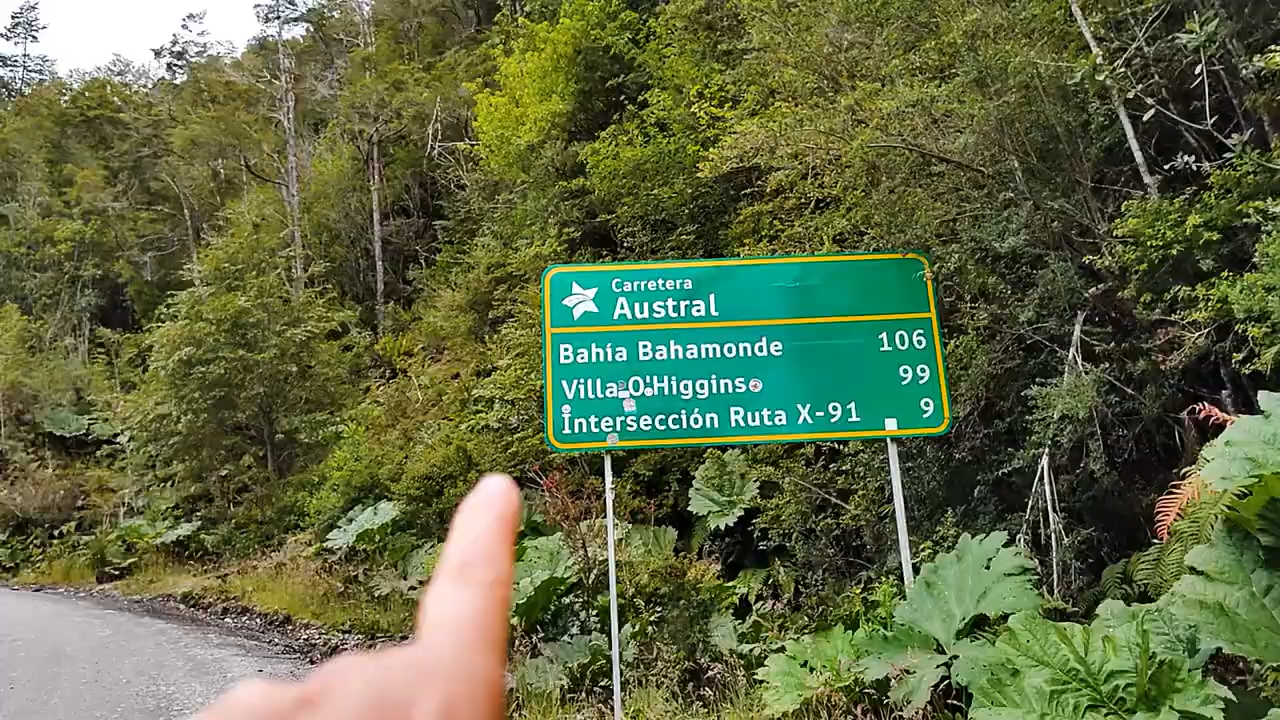 Carretera
Austral
Bahía Bahamonde 106
Villa O'Higgins 99
Intersección Ruta X-91 9